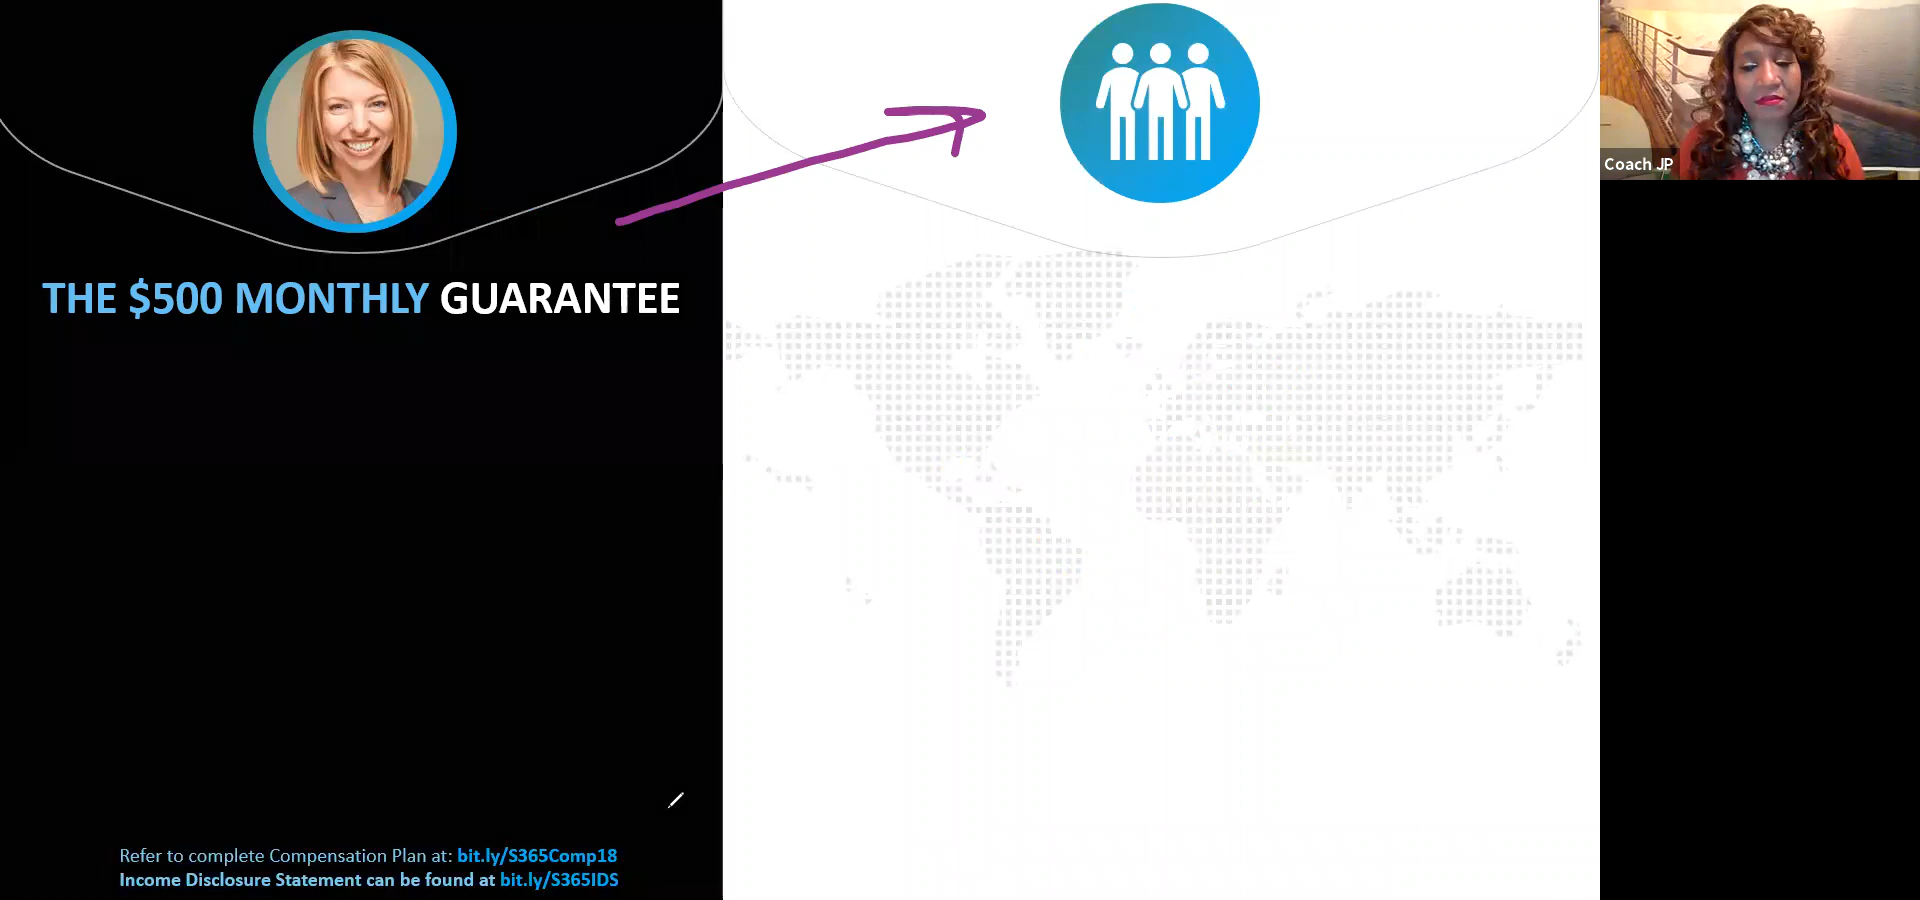 THE $500 MONTHLY GUARANTEE
Refer to complete Compensation Plan at: bit.ly/S365Comp18
Income Disclosure Statement can be found at bit.ly/S365IDS
Coach JP